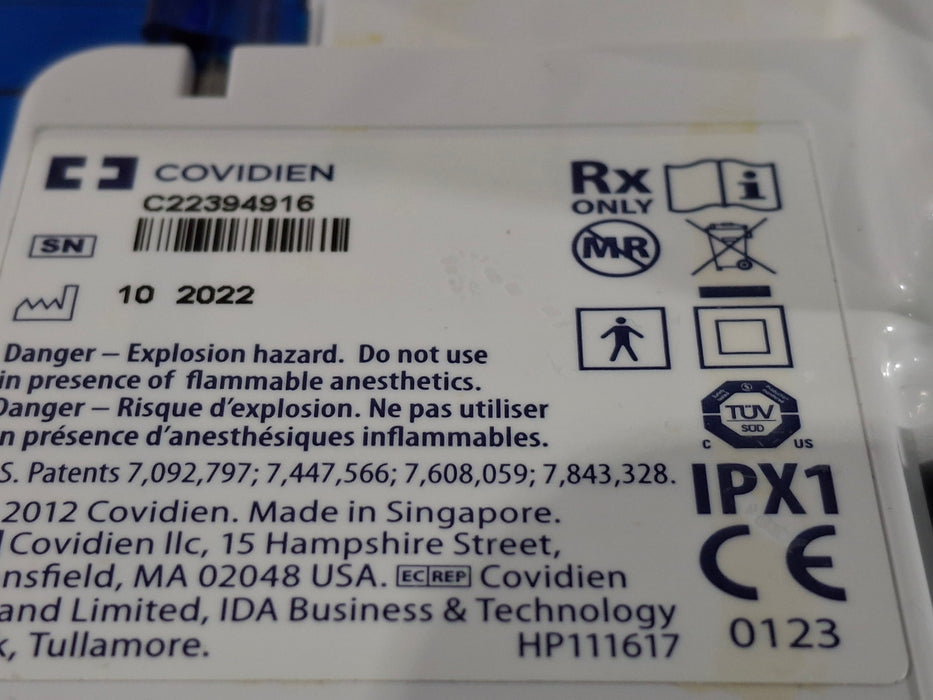 COVIDIEN
C22394916
SN
10 2022
Rx
ONLY
i
MR
Danger – Explosion hazard. Do not use
in presence of flammable anesthetics.
Danger – Risque d'explosion. Ne pas utiliser
n présence d'anesthésiques inflammables.
S. Patents 7,092,797; 7,447,566; 7,608,059; 7,843,328.
2012 Covidien. Made in Singapore.
Covidien llc, 15 Hampshire Street,
nsfield, MA 02048 USA. EC REP Covidien
and Limited, IDA Business & Technology
k, Tullamore.
HP111617
TÜV
SÜD
C US
IPX1
CE
0123